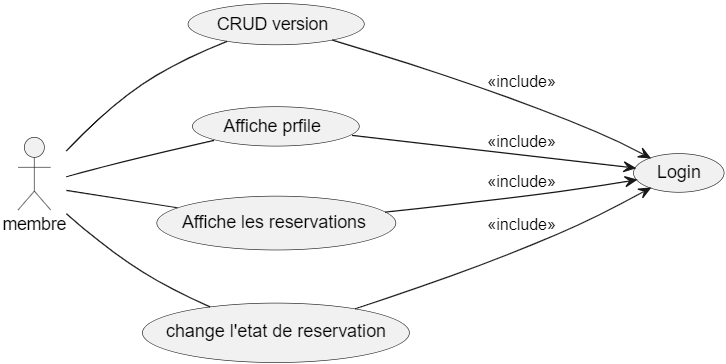 CRUD version
«include»
Affiche prfile
«include»
Login
«include»
membre
Affiche les reservations
«include»
change l'etat de reservation